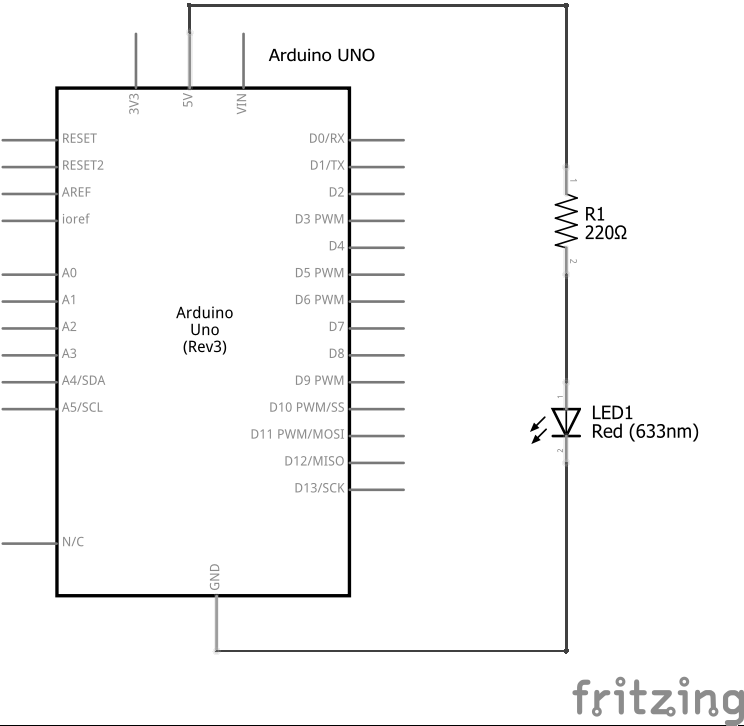 Arduino UNO
3V3
5V
VIN
RESET
RESET2
AREF
ioref
A0
A1
A2
A3
A4/SDA
A5/SCL
N/C
D0/RX
D1/TX
D2
D3 PWM
D4
D5 PWM
D6 PWM
D7
D8
D9 PWM
D10 PWM/SS
D11 PWM/MOSI
D12/MISO
D13/SCK
Arduino
Uno
(Rev3)
GND
1
R1
220Ω
2
1
LED1
Red (633nm)
2
fritzing